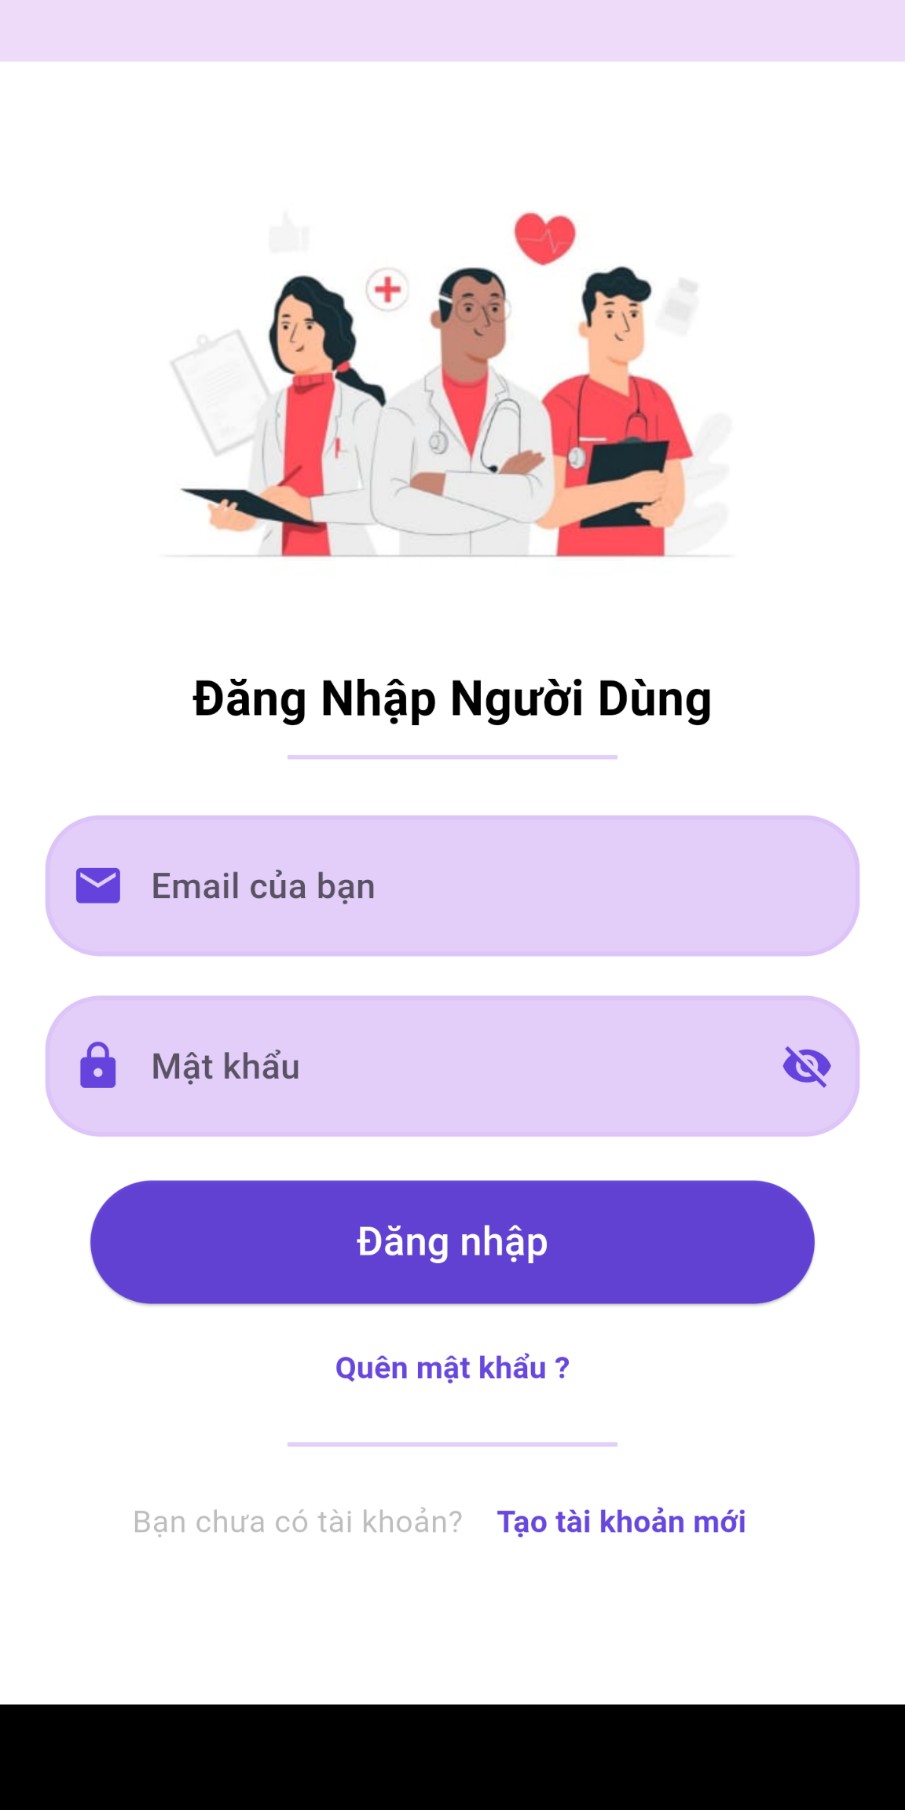 Đăng Nhập Người Dùng
Email của bạn
Mật khẩu
Đăng nhập
Quên mật khẩu ?
Bạn chưa có tài khoản? Tạo tài khoản mới